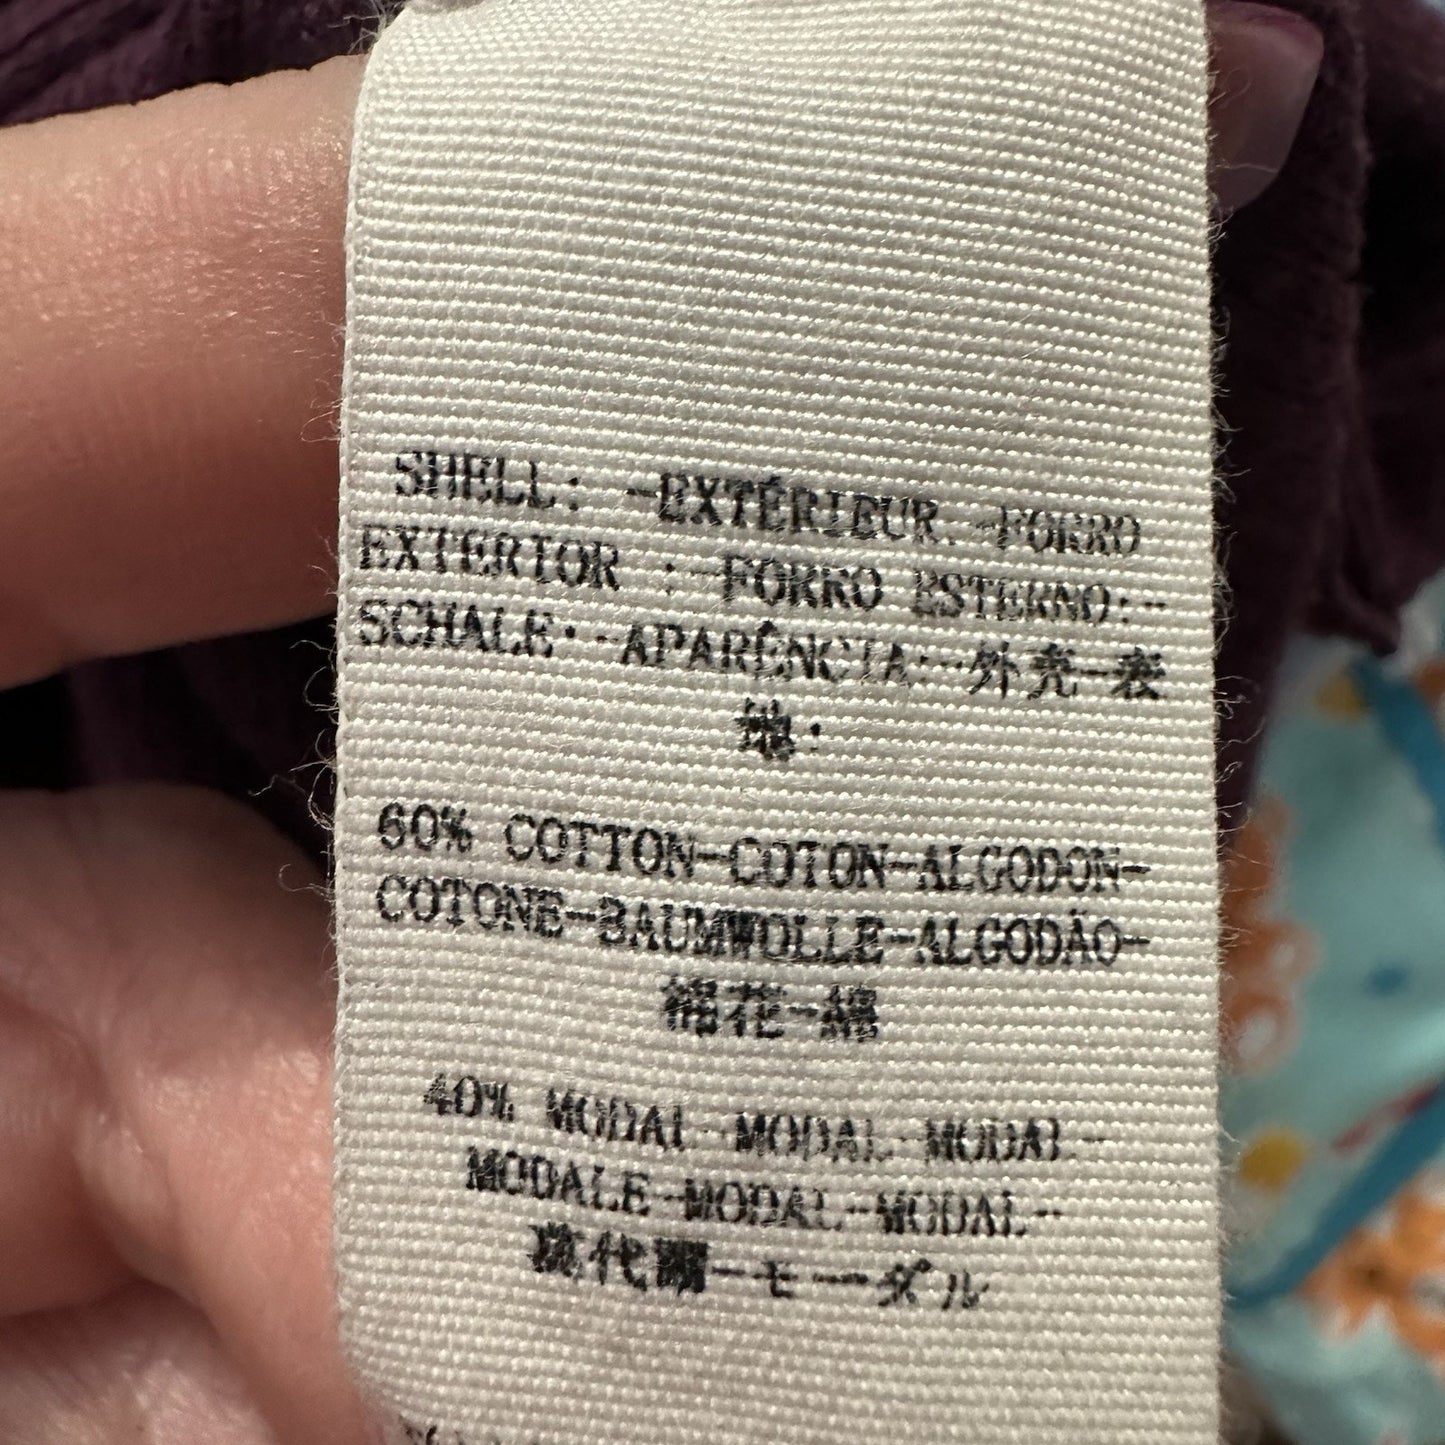 SHELL: -EXTÉRIEUR. -FORRO
EXTERIOR :-FORRO ESTERNO:-
SCHALE: -APARÊNCIA:-外壳-表
地:
60% COTTON-COTON-ALGODON-
COTONE-BAUMWOLLE-ALGODÃO-
棉花-綿
40% MODAL-MODAL-MODAL-
MODALE-MODAL-MODAL-
莫代爾-モーダル